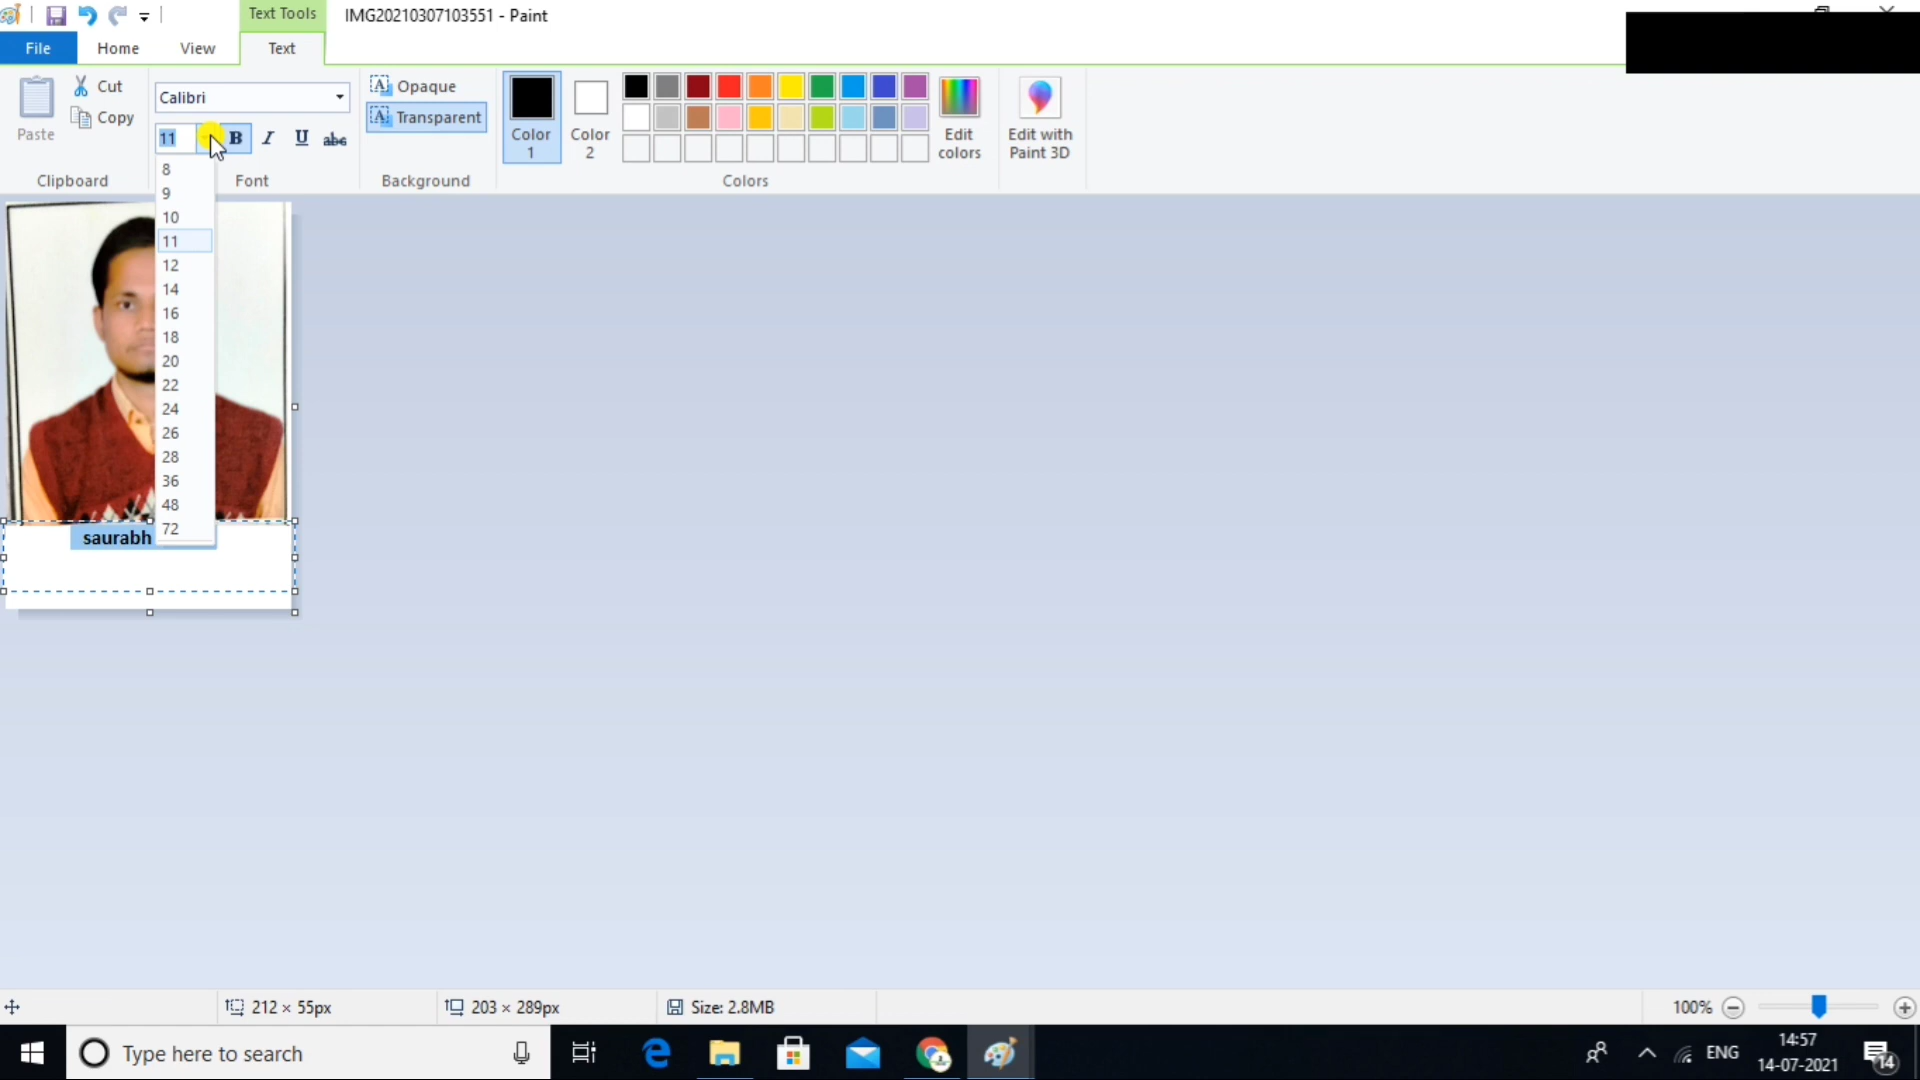 Text Tools
IMG20210307103551 - Paint
File
Home
View
Text
Paste
Cut
Copy
Clipboard
Calibri
11
B
I
U
abc
Font
Opaque
Transparent
Background
Color
1
Color
2
Colors
Edit
colors
Edit with
Paint 3D
8
9
10
11
12
14
16
18
20
22
24
26
28
36
48
72
saurabh
212 × 55px
203 × 289px
Size: 2.8MB
100%
Type here to search
ENG
14:57
14-07-2021
14